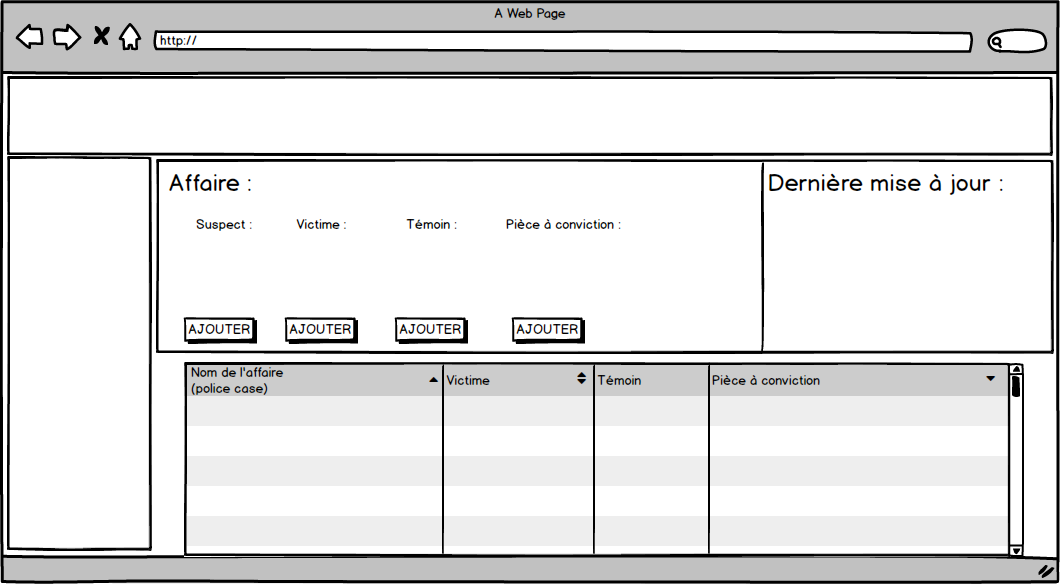 A Web Page
http://
Affaire :
Dernière mise à jour :
Suspect :
Victime :
Témoin :
Pièce à conviction :
AJOUTER
AJOUTER
AJOUTER
AJOUTER
Nom de l'affaire
(police case)
Victime
Témoin
Pièce à conviction